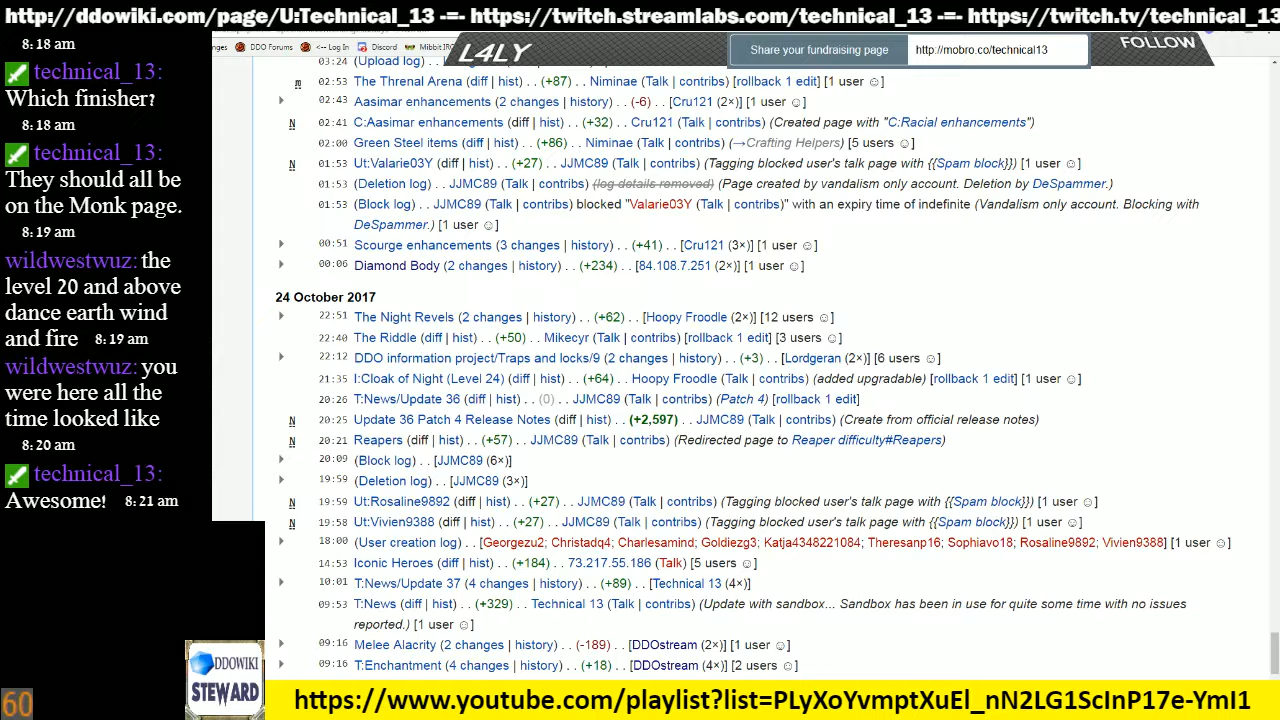 http://ddowiki.com/page/U:Technical_13 -=- https://twitch.streamlabs.com/technical_13 -=- https://twitch.tv/technical_13
8:18 am
technical_13:
Which finisher?
8:18 am
technical_13:
They should all be
on the Monk page.
8:19 am
wildwestwuz: the
level 20 and above
dance earth wind
and fire 8:19 am
wildwestwuz: you
were here all the
time looked like
8:20 am
technical_13:
Awesome! 8:21 am
DDO Forums <-- Log In Discord Mibbit IRC
L4LY
Share your fundraising page http://mobro.co/technical13 FOLLOW
03:24 (Upload log)
m 02:53 The Threnal Arena (diff | hist) . . (+87) . . Niminae (Talk | contribs) [rollback 1 edit] [1 user ☺]
02:43 Aasimar enhancements (2 changes | history) . . (-6) . . [Cru121 (2×)] [1 user ☺]
N 02:41 C:Aasimar enhancements (diff | hist) . . (+32) . . Cru121 (Talk | contribs) (Created page with "C:Racial enhancements")
02:00 Green Steel items (diff | hist) . . (+86) . . Niminae (Talk | contribs) (→Crafting Helpers) [5 users ☺]
N 01:53 Ut:Valarie03Y (diff | hist) . . (+27) . . JJMC89 (Talk | contribs) (Tagging blocked user's talk page with {{Spam block}}) [1 user ☺]
01:53 (Deletion log) . . JJMC89 (Talk | contribs) (log details removed) (Page created by vandalism only account. Deletion by DeSpammer.)
01:53 (Block log) . . JJMC89 (Talk | contribs) blocked "Valarie03Y (Talk | contribs)" with an expiry time of indefinite (Vandalism only account. Blocking with
DeSpammer.) [1 user ☺]
00:51 Scourge enhancements (3 changes | history) . . (+41) . . [Cru121 (3×)] [1 user ☺]
00:06 Diamond Body (2 changes | history) . . (+234) . . [84.108.7.251 (2×)] [1 user ☺]
24 October 2017
22:51 The Night Revels (2 changes | history) . . (+62) . . [Hoopy Froodle (2×)] [12 users ☺]
22:40 The Riddle (diff | hist) . . (+50) . . Mikecyr (Talk | contribs) [rollback 1 edit] [3 users ☺]
22:12 DDO information project/Traps and locks/9 (2 changes | history) . . (+3) . . [Lordgeran (2×)] [6 users ☺]
21:35 I:Cloak of Night (Level 24) (diff | hist) . . (+64) . . Hoopy Froodle (Talk | contribs) (added upgradable) [rollback 1 edit] [1 user ☺]
20:26 T:News/Update 36 (diff | hist) . . (0) . . JJMC89 (Talk | contribs) (Patch 4) [rollback 1 edit]
N 20:25 Update 36 Patch 4 Release Notes (diff | hist) . . (+2,597) . . JJMC89 (Talk | contribs) (Create from official release notes)
N 20:21 Reapers (diff | hist) . . (+57) . . JJMC89 (Talk | contribs) (Redirected page to Reaper difficulty#Reapers)
20:09 (Block log) . . [JJMC89 (6×)]
19:59 (Deletion log) . . [JJMC89 (3×)]
N 19:59 Ut:Rosaline9892 (diff | hist) . . (+27) . . JJMC89 (Talk | contribs) (Tagging blocked user's talk page with {{Spam block}}) [1 user ☺]
N 19:58 Ut:Vivien9388 (diff | hist) . . (+27) . . JJMC89 (Talk | contribs) (Tagging blocked user's talk page with {{Spam block}}) [1 user ☺]
18:00 (User creation log) . . [Georgezu2; Christadq4; Charlesamind; Goldiezg3; Katja4348221084; Theresanp16; Sophiavo18; Rosaline9892; Vivien9388] [1 user ☺]
14:53 Iconic Heroes (diff | hist) . . (+184) . . 73.217.55.186 (Talk) [5 users ☺]
10:01 T:News/Update 37 (4 changes | history) . . (+89) . . [Technical 13 (4×)]
09:53 T:News (diff | hist) . . (+329) . . Technical 13 (Talk | contribs) (Update with sandbox... Sandbox has been in use for quite some time with no issues
reported.) [1 user ☺]
09:16 Melee Alacrity (2 changes | history) . . (-189) . . [DDOstream (2×)] [1 user ☺]
09:16 T:Enchantment (4 changes | history) . . (+18) . . [DDOstream (4×)] [2 users ☺]
DDOWIKI
STEWARD
60
https://www.youtube.com/playlist?list=PLyXoYvmptXuEl_nN2LG1ScInP17e-YmI1